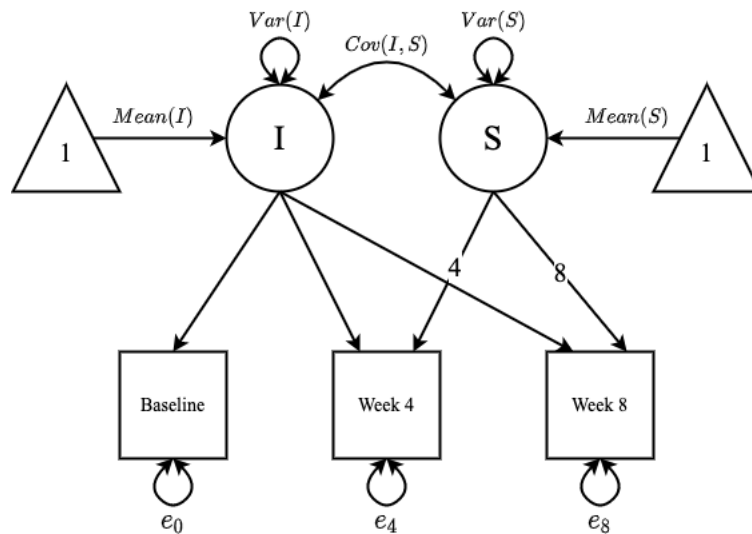 Var(I)
Cov(I, S)
Var(S)
Mean(I)
Mean(S)
1
I
S
1
4
8
Baseline
Week 4
Week 8
e0
e4
e8